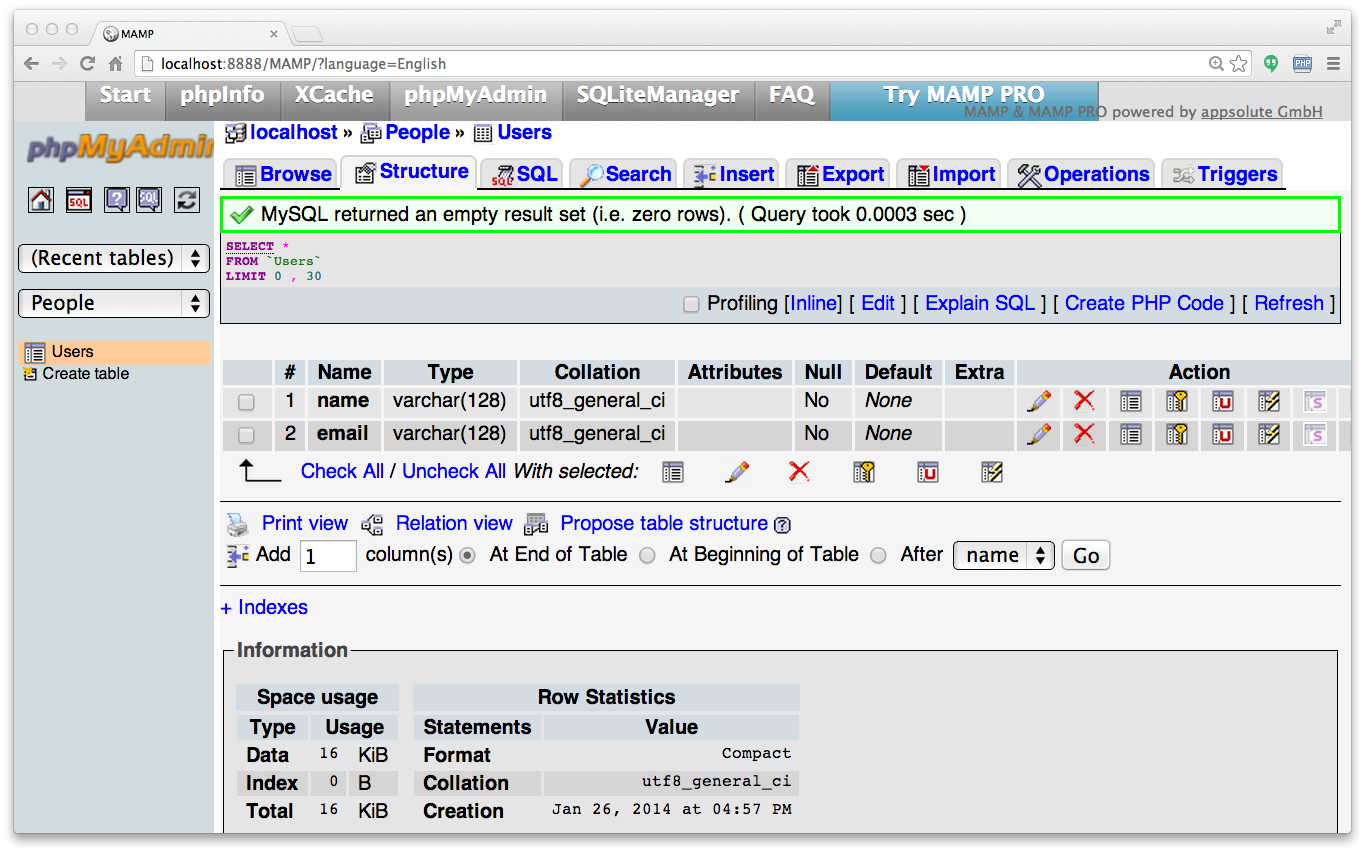 MAMP
localhost:8888/MAMP/?language=English
PHP
Start phpInfo XCache phpMyAdmin SQLiteManager FAQ Try MAMP PRO
MAMP & MAMP PRO powered by appsolute GmbH
phpMyAdmin
localhost » People » Users
Browse Structure SQL Search Insert Export Import Operations Triggers
SQL ? SQL
MySQL returned an empty result set (i.e. zero rows). ( Query took 0.0003 sec )
(Recent tables)
SELECT *
FROM `Users`
LIMIT 0 , 30
People
Profiling [Inline] [ Edit ] [ Explain SQL ] [ Create PHP Code ] [ Refresh ]
Users
Create table
# Name Type Collation Attributes Null Default Extra Action
1 name varchar(128) utf8_general_ci No None
2 email varchar(128) utf8_general_ci No None
Check All / Uncheck All With selected:
Print view Relation view Propose table structure ?
Add 1 column(s) At End of Table At Beginning of Table After name Go
+ Indexes
Information
Space usage Row Statistics
Type Usage Statements Value
Data 16 KiB Format Compact
Index 0 B Collation utf8_general_ci
Total 16 KiB Creation Jan 26, 2014 at 04:57 PM